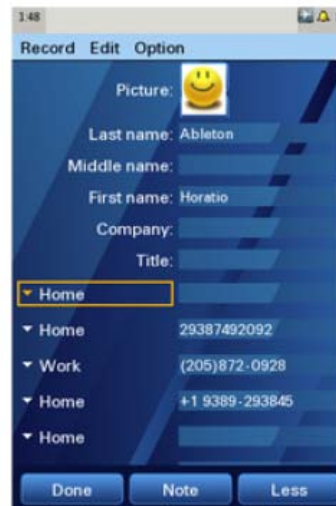 1:48
Record Edit Option
Picture:
Last name: Ableton
Middle name:
First name: Horatio
Company:
Title:
Home
Home 29387492092
Work (205)872-0928
Home +1 9389-293845
Home
Done Note Less